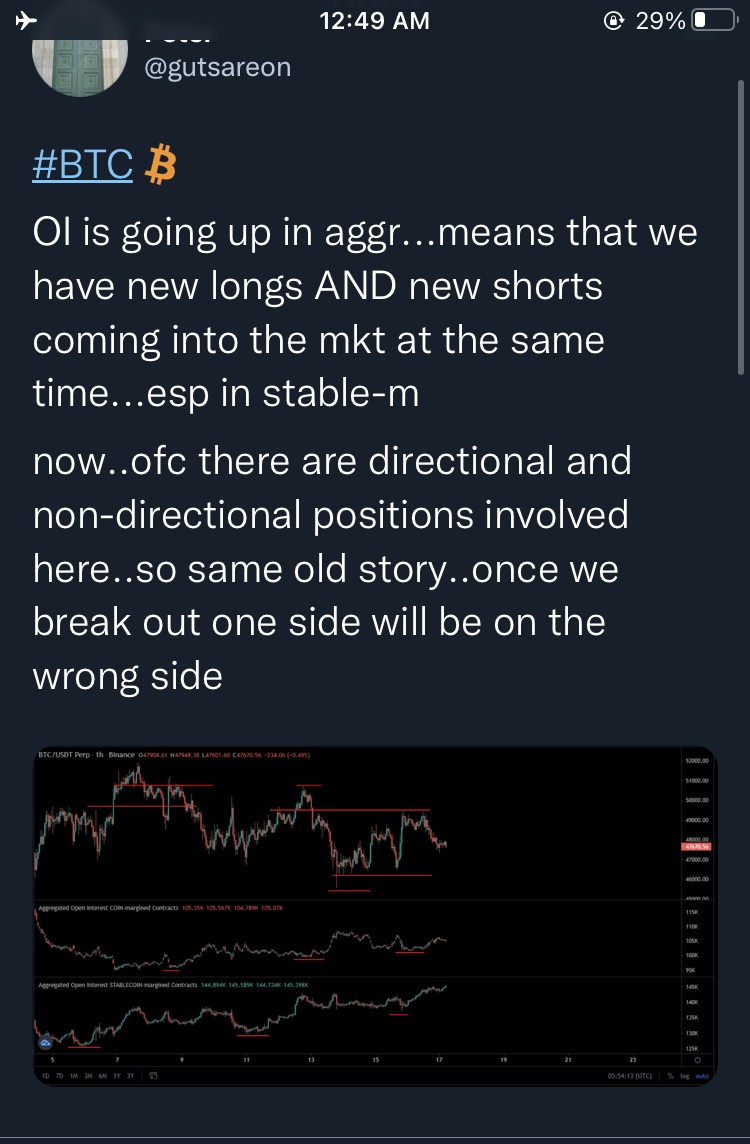 12:49 AM
29%
@gutsareon
#BTC
OI is going up in aggr...means that we
have new longs AND new shorts
coming into the mkt at the same
time...esp in stable-m
now..ofc there are directional and
non-directional positions involved
here..so same old story..once we
break out one side will be on the
wrong side
BTC/USDT Perp · 1h · Binance O47904.61 H47948.38 L47601.60 C47670.56 -234.06 (-0.49%)
52000.00
51000.00
50000.00
49000.00
48000.00
47670.56
47000.00
46000.00
Aggregated Open Interest COIN-margined Contracts 105.35K 105.567K 104.789K 105.07K
115K
110K
105K
100K
95K
Aggregated Open Interest STABLECOIN-margined Contracts 144.894K 145.589K 144.734K 145.398K
145K
140K
135K
130K
125K
5 7 9 11 13 15 17 19 21 23
1D 7D 1M 3M 6M 1Y 3Y 05:54:13 (UTC) % log auto